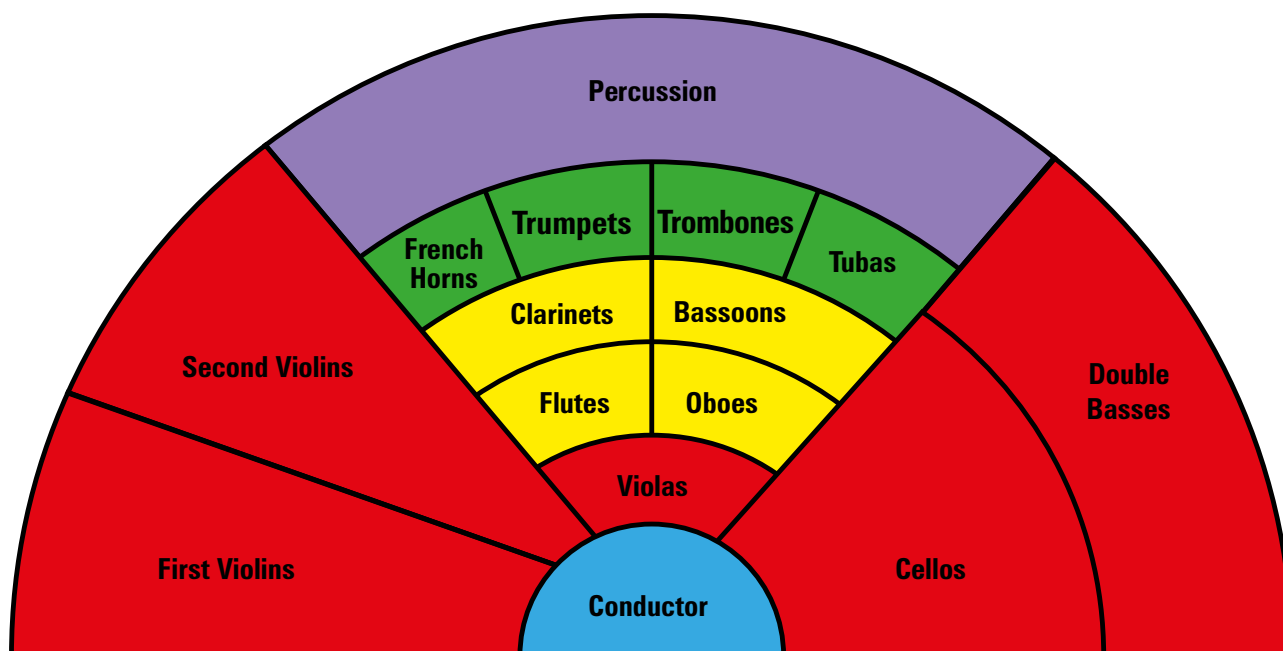 Percussion
French
Horns
Trumpets
Trombones
Tubas
Clarinets
Bassoons
Second Violins
Flutes
Oboes
Double
Basses
Violas
First Violins
Cellos
Conductor